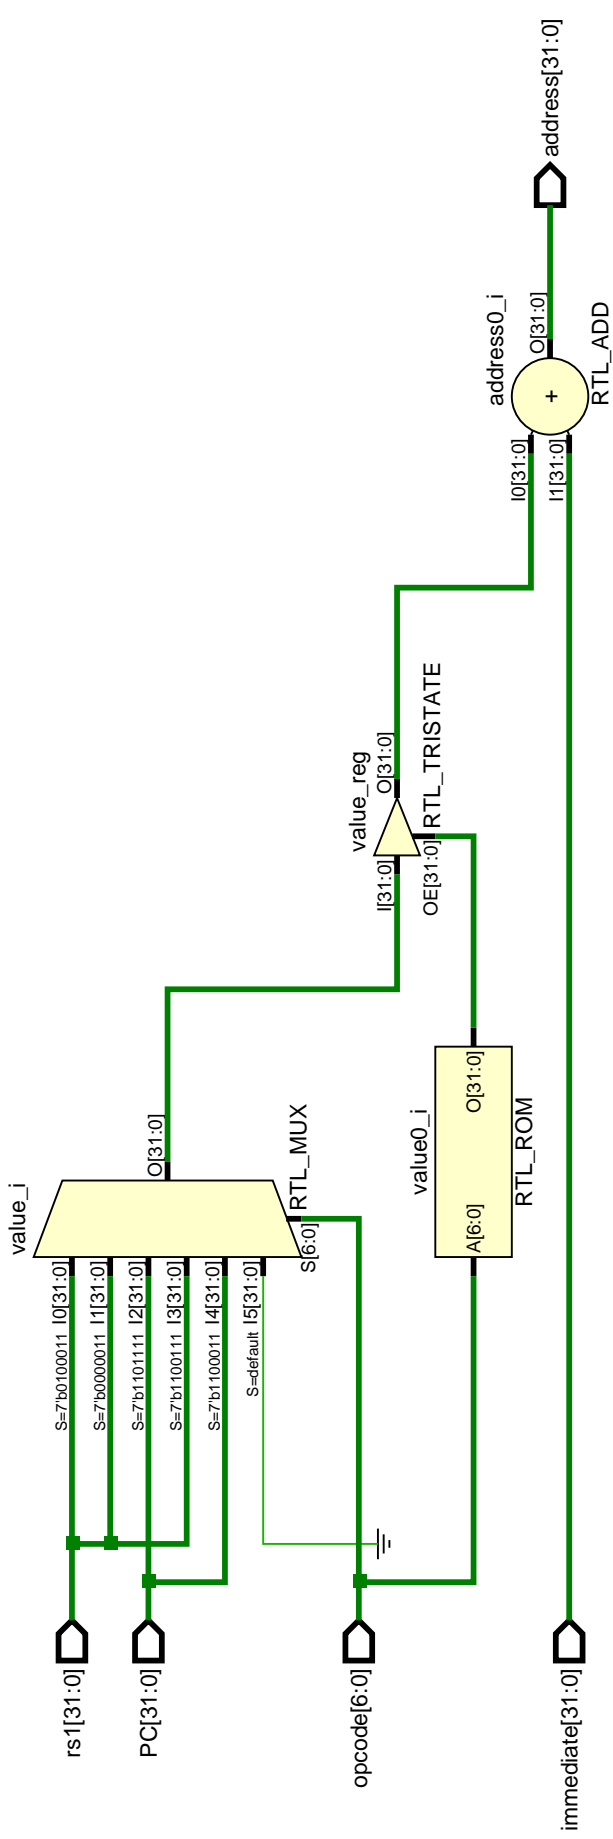 value_i
S=7'b0100011 I0[31:0]
S=7'b0000011 I1[31:0]
S=7'b1101111 I2[31:0]
S=7'b1100111 I3[31:0]
S=7'b1100011 I4[31:0]
S=default I5[31:0]
S[6:0]
O[31:0]
RTL_MUX
rs1[31:0]
PC[31:0]
opcode[6:0]
immediate[31:0]
value0_i
A[6:0]
O[31:0]
RTL_ROM
value_reg
I[31:0]
OE[31:0]
O[31:0]
RTL_TRISTATE
address0_i
I0[31:0]
I1[31:0]
+
O[31:0]
RTL_ADD
address[31:0]